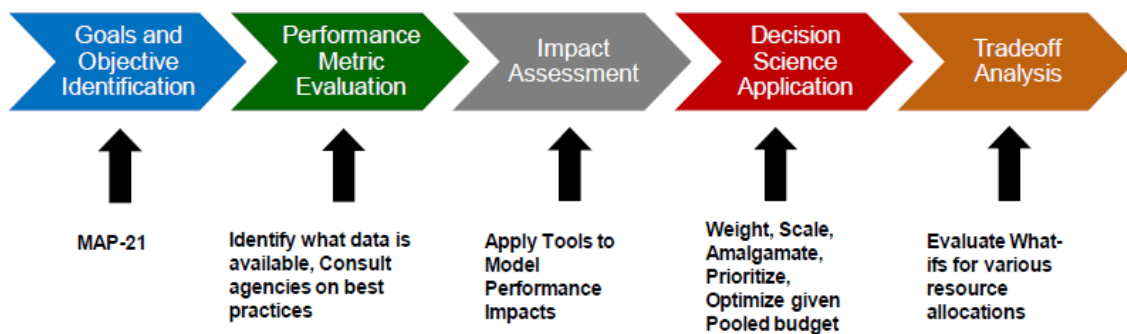 Goals and
Objective
Identification
Performance
Metric
Evaluation
Impact
Assessment
Decision
Science
Application
Tradeoff
Analysis
MAP-21
Identify what data is
available, Consult
agencies on best
practices
Apply Tools to
Model
Performance
Impacts
Weight, Scale,
Amalgamate,
Prioritize,
Optimize given
Pooled budget
Evaluate What-
ifs for various
resource
allocations